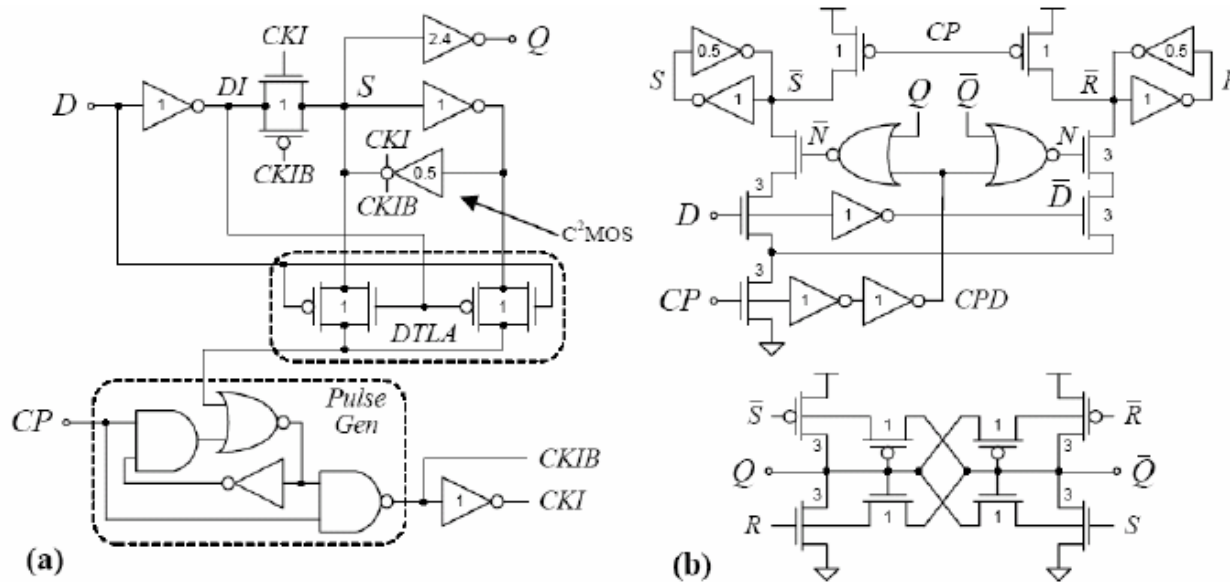 CKI
2.4
Q
D
1
DI
1
S
1
CKIB
CKI
0.5
CKIB
C²MOS
1
1
DTLA
CP
Pulse
Gen
CKIB
1
CKI
(a)
0.5
1
CP
1
0.5
S
S̅
R̅
1
1
Q
Q̅
N̅
N
3
3
D̅
D
1
3
3
CP
1
1
CPD
S̅
1
1
R̅
3
3
Q
Q̅
3
3
R
1
1
S
(b)